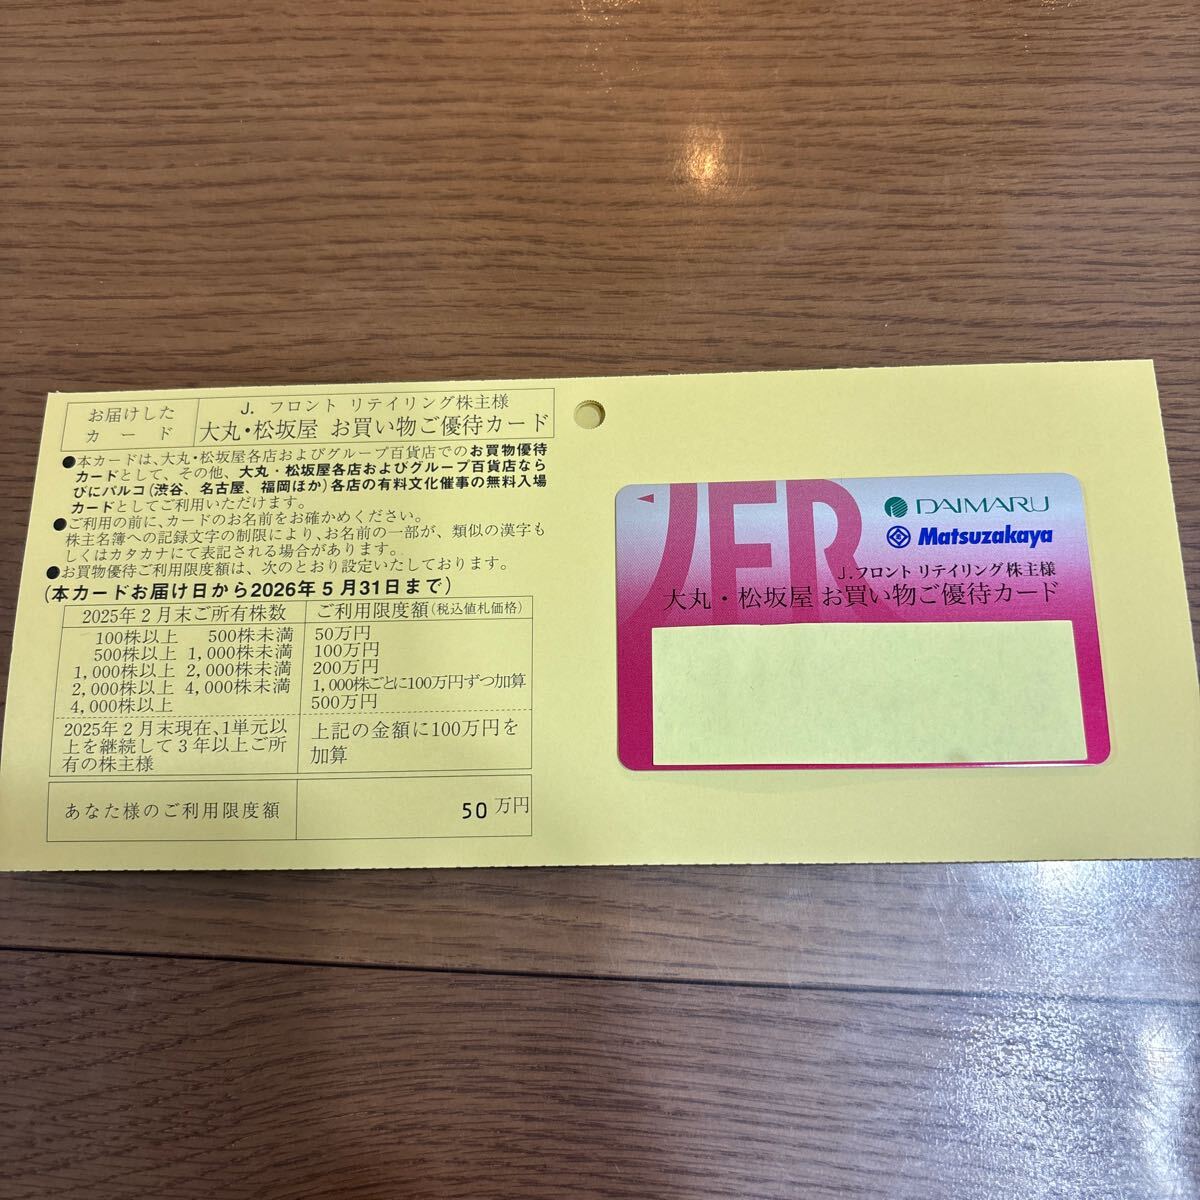 お届けした
カード
J. フロント リテイリング株主様
大丸・松坂屋 お買い物ご優待カード
●本カードは、大丸・松坂屋各店およびグループ百貨店でのお買物優待
カードとして、その他、大丸・松坂屋各店およびグループ百貨店なら
びにパルコ(渋谷、名古屋、福岡ほか)各店の有料文化催事の無料入場
カードとしてご利用いただけます。
●ご利用の前に、カードのお名前をお確かめください。
株主名簿への記録文字の制限により、お名前の一部が、類似の漢字も
しくはカタカナにて表記される場合があります。
●お買物優待ご利用限度額は、次のとおり設定いたしております。
(本カードお届け日から2026年5月31日まで)
2025年2月末ご所有株数 ご利用限度額(税込値札価格)
100株以上 500株未満 50万円
500株以上 1,000株未満 100万円
1,000株以上 2,000株未満 200万円
2,000株以上 4,000株未満 1,000株ごとに100万円ずつ加算
4,000株以上 500万円
2025年2月末現在、1単元以
上を継続して3年以上ご所
有の株主様
上記の金額に100万円を
加算
あなた様のご利用限度額 50万円
JFR
DAIMARU
Matsuzakaya
J.フロント リテイリング株主様
大丸・松坂屋 お買い物ご優待カード